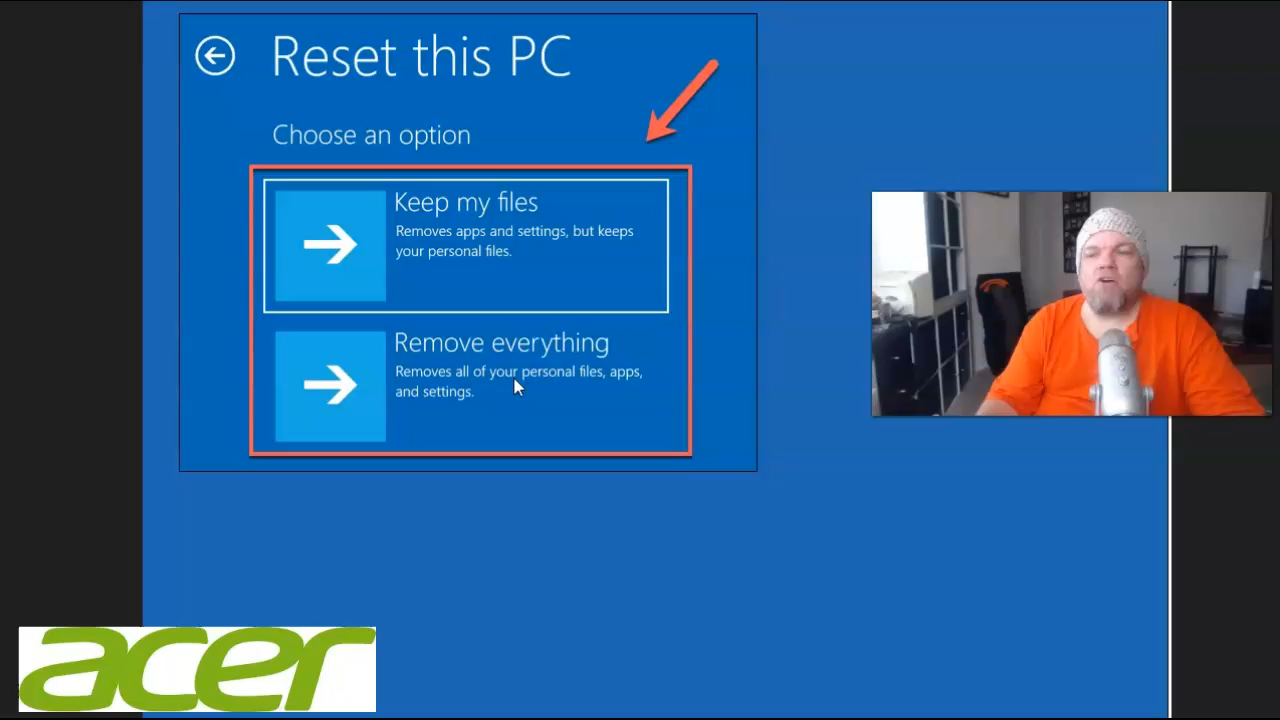 Reset this PC
Choose an option
Keep my files
Removes apps and settings, but keeps
your personal files.
Remove everything
Removes all of your personal files, apps,
and settings.
acer